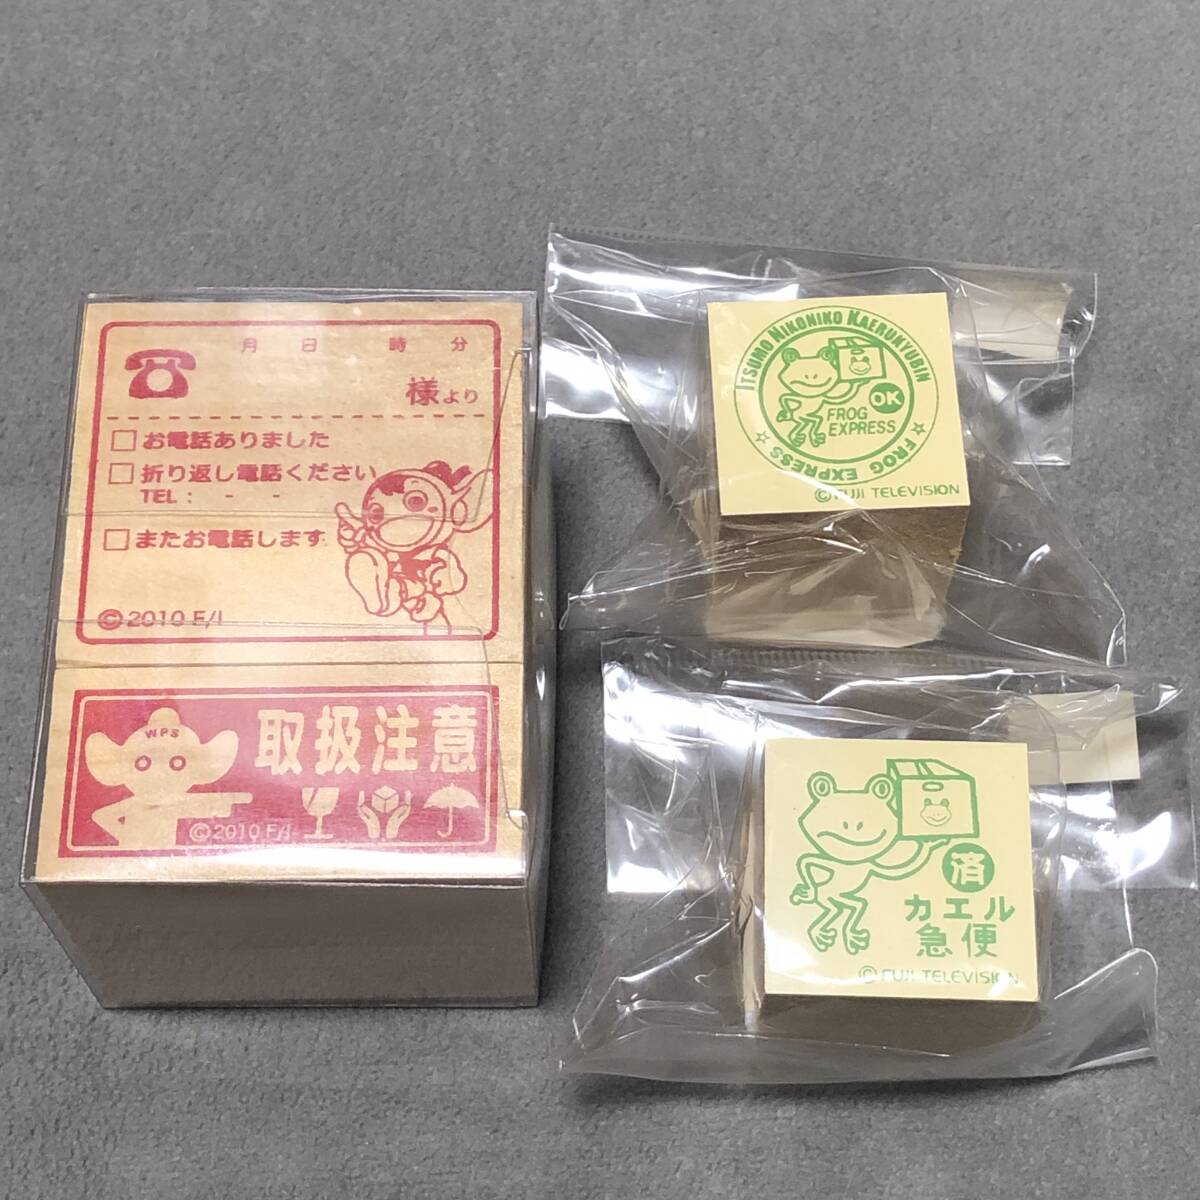 月 日 時 分
様より
お電話ありました
折り返し電話ください
TEL : - -
またお電話します
©2010 F/I
WPS
取扱注意
©2010 F/I
ITSUMO NIKONIKO KAERUKYUBIN
OK
FROG
EXPRESS
☆ FROG EXPRESS ☆
©FUJI TELEVISION
済
カエル
急便
©FUJI TELEVISION